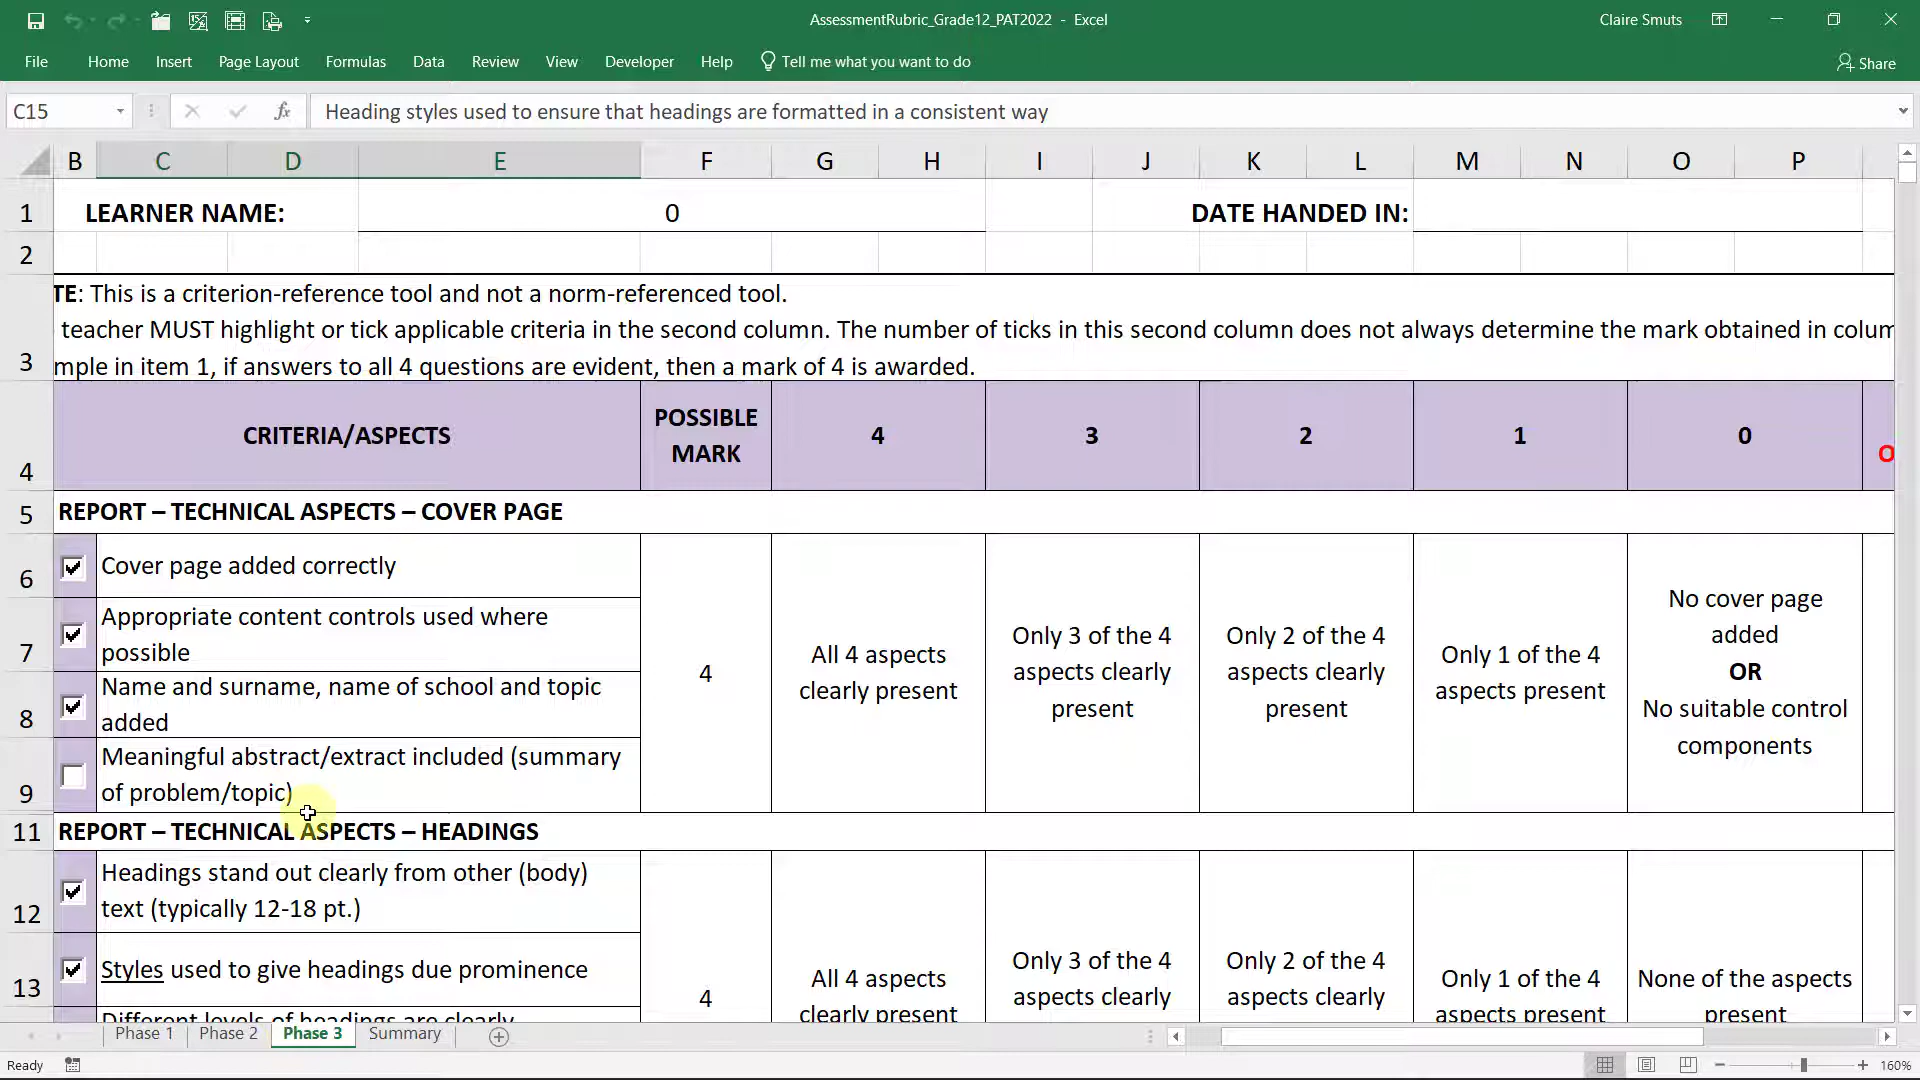 AssessmentRubric_Grade12_PAT2022 - Excel
Claire Smuts
File Home Insert Page Layout Formulas Data Review View Developer Help Tell me what you want to do Share
C15 fx Heading styles used to ensure that headings are formatted in a consistent way
B C D E F G H I J K L M N O P
1 LEARNER NAME: 0 DATE HANDED IN:
2
TE: This is a criterion-reference tool and not a norm-referenced tool.
teacher MUST highlight or tick applicable criteria in the second column. The number of ticks in this second column does not always determine the mark obtained in colum
3 mple in item 1, if answers to all 4 questions are evident, then a mark of 4 is awarded.
4 CRITERIA/ASPECTS POSSIBLE MARK 4 3 2 1 0 O
5 REPORT – TECHNICAL ASPECTS – COVER PAGE
6 Cover page added correctly
7 Appropriate content controls used where
possible
8 Name and surname, name of school and topic
added
9 Meaningful abstract/extract included (summary
of problem/topic)
4
All 4 aspects
clearly present
Only 3 of the 4
aspects clearly
present
Only 2 of the 4
aspects clearly
present
Only 1 of the 4
aspects present
No cover page
added
OR
No suitable control
components
11 REPORT – TECHNICAL ASPECTS – HEADINGS
12 Headings stand out clearly from other (body)
text (typically 12-18 pt.)
13 Styles used to give headings due prominence
Different levels of headings are clearly
4
All 4 aspects
clearly present
Only 3 of the 4
aspects clearly
Only 2 of the 4
aspects clearly
Only 1 of the 4
aspects present
None of the aspects
present
Phase 1 Phase 2 Phase 3 Summary
Ready 160%